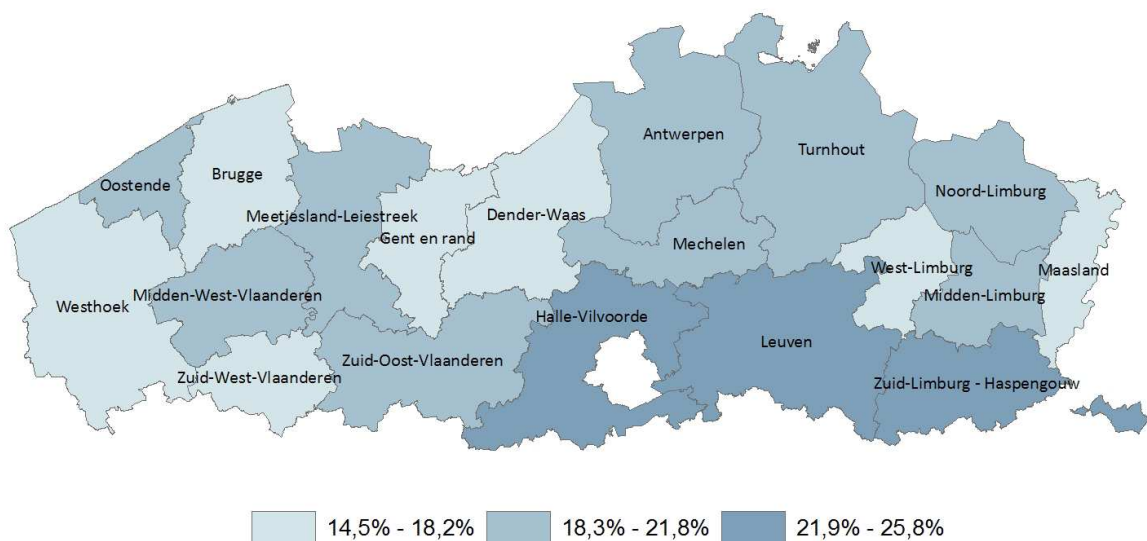 Antwerpen
Turnhout
Brugge
Oostende
Noord-Limburg
Meetjesland-Leiestreek
Dender-Waas
Gent en rand
Mechelen
West-Limburg
Maasland
Midden-West-Vlaanderen
Midden-Limburg
Westhoek
Halle-Vilvoorde
Leuven
Zuid-Oost-Vlaanderen
Zuid-West-Vlaanderen
Zuid-Limburg - Haspengouw
14,5% - 18,2% 18,3% - 21,8% 21,9% - 25,8%